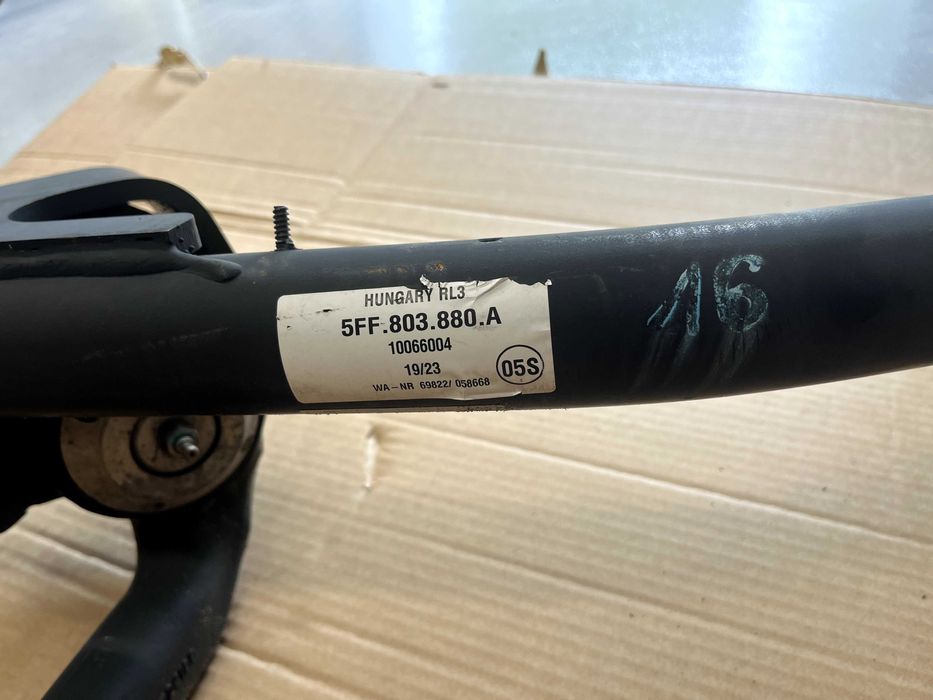 HUNGARY RL3
5FF.803.880.A
10066004
19/23
05S
WA-NR 69822/ 058668
16